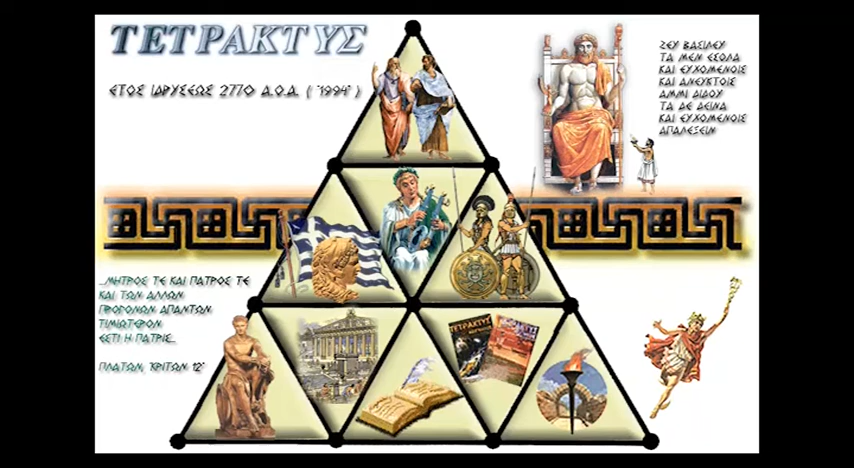 ΤΕΤΡΑΚΤΥΣ
ΕΤΟΣ ΙΔΡΥΣΕΩΣ 2770 Α.Ο.Δ. ( "1994" )
ΖΕΥ ΒΑΣΙΛΕΥ
ΤΑ ΜΕΝ ΕΣΘΛΑ
ΚΑΙ ΕΥΧΟΜΕΝΟΙΣ
ΚΑΙ ΑΝΕΥΚΤΟΙΣ
ΑΜΜΙ ΔΙΔΟΥ
ΤΑ ΔΕ ΔΕΙΝΑ
ΚΑΙ ΕΥΧΟΜΕΝΟΙΣ
ΑΠΑΛΕΞΕΙΝ
...ΜΗΤΡΟΣ ΤΕ ΚΑΙ ΠΑΤΡΟΣ ΤΕ
ΚΑΙ ΤΩΝ ΑΛΛΩΝ
ΠΡΟΓΟΝΩΝ ΑΠΑΝΤΩΝ
ΤΙΜΙΩΤΕΡΟΝ
ΕΣΤΙ Η ΠΑΤΡΙΣ...
ΠΛΑΤΩΝ, "ΚΡΙΤΩΝ 12"
ΤΕΤΡΑΚΤΥΣ